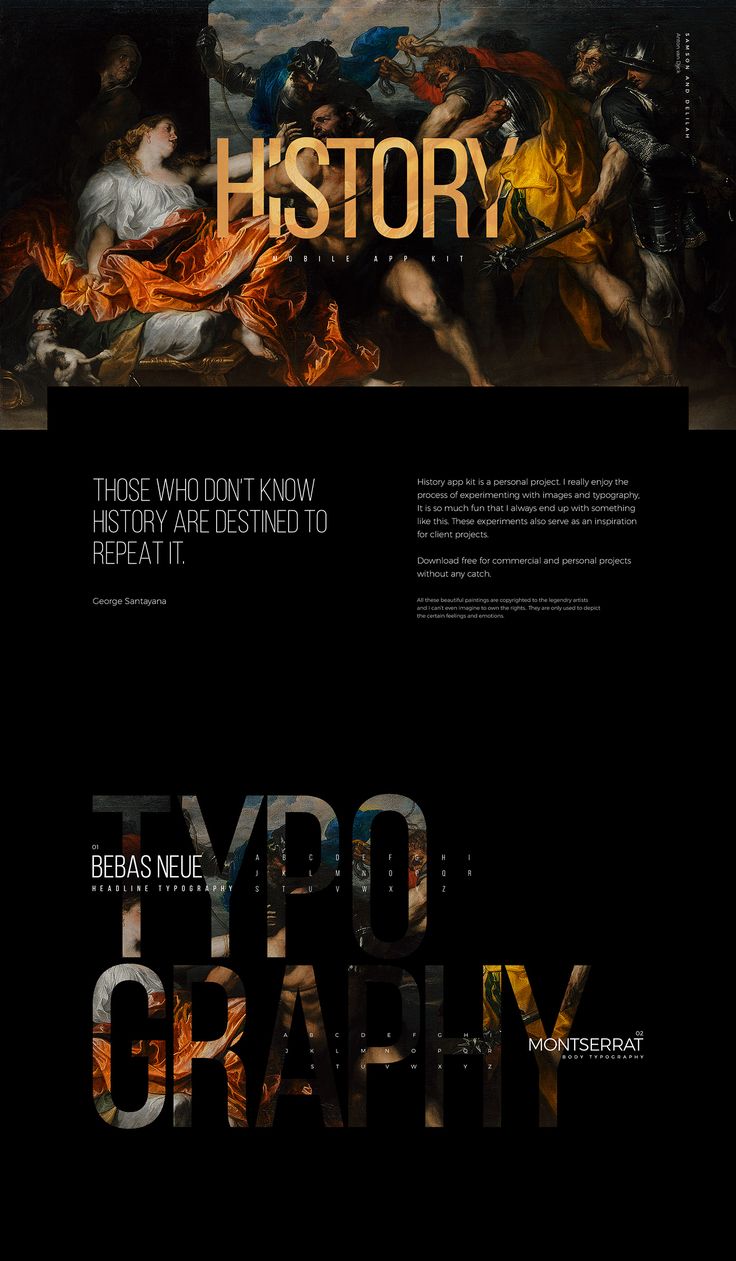 SAMSON AND DELILAH
Anton van Dyck
HiSTORY
MOBILE APP KIT
THOSE WHO DON'T KNOW
HISTORY ARE DESTINED TO
REPEAT IT.
George Santayana
History app kit is a personal project. I really enjoy the
process of experimenting with images and typography,
It is so much fun that I always end up with something
like this. These experiments also serve as an inspiration
for client projects.
Download free for commercial and personal projects
without any catch.
All these beautiful paintings are copyrighted to the legendry artists
and I can't even imagine to own the rights. They are only used to depict
the certain feelings and emotions.
TYPO
01
BEBAS NEUE
HEADLINE TYPOGRAPHY
A B C D E F G H I
J K L M N O P Q R
S T U V W X Y Z
GRAPHY
A B C D E F G H I
J K L M N O P Q R
S T U V W X Y Z
02
MONTSERRAT
BODY TYPOGRAPHY